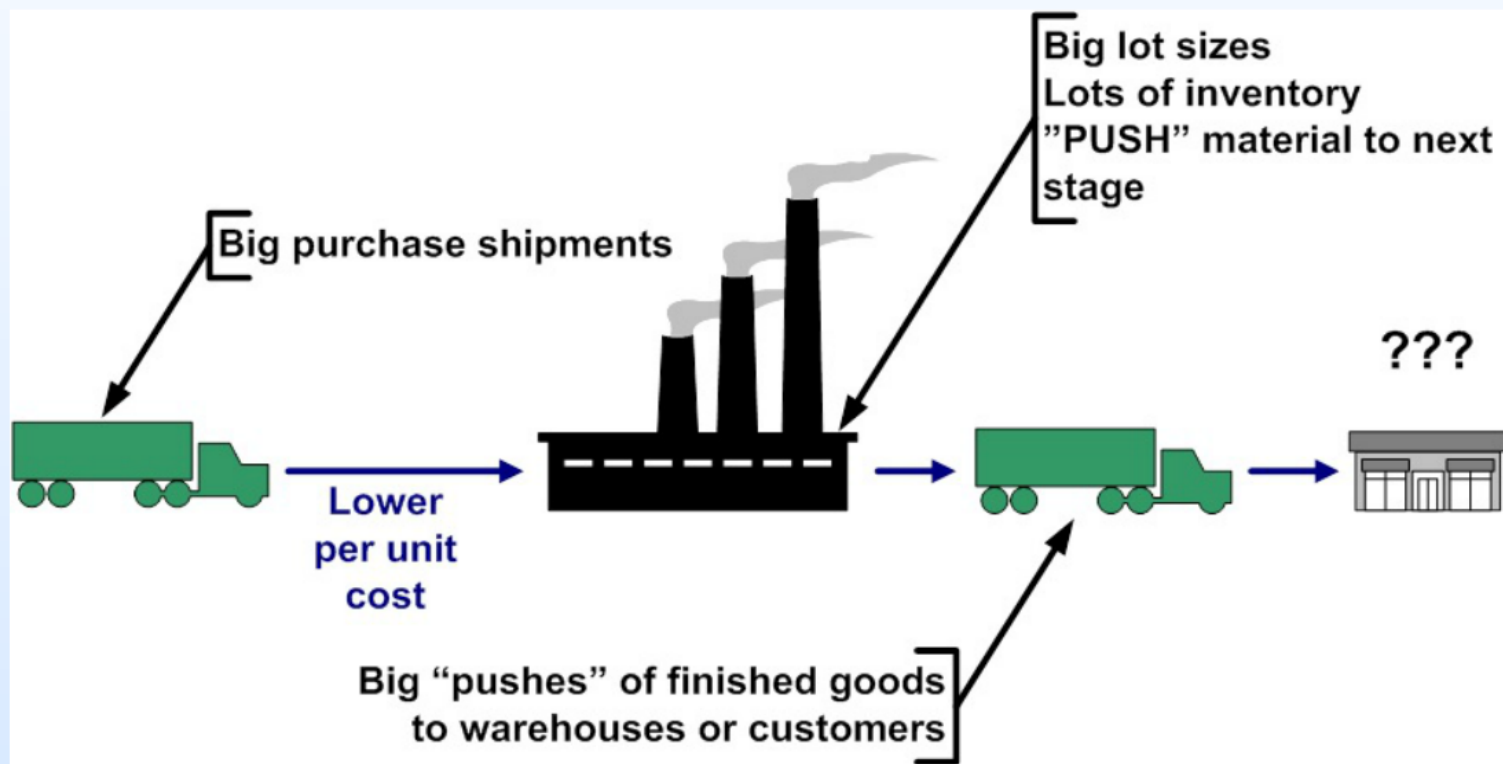 Big lot sizes
Lots of inventory
”PUSH” material to next
stage
Big purchase shipments
???
Lower
per unit
cost
Big “pushes” of finished goods
to warehouses or customers